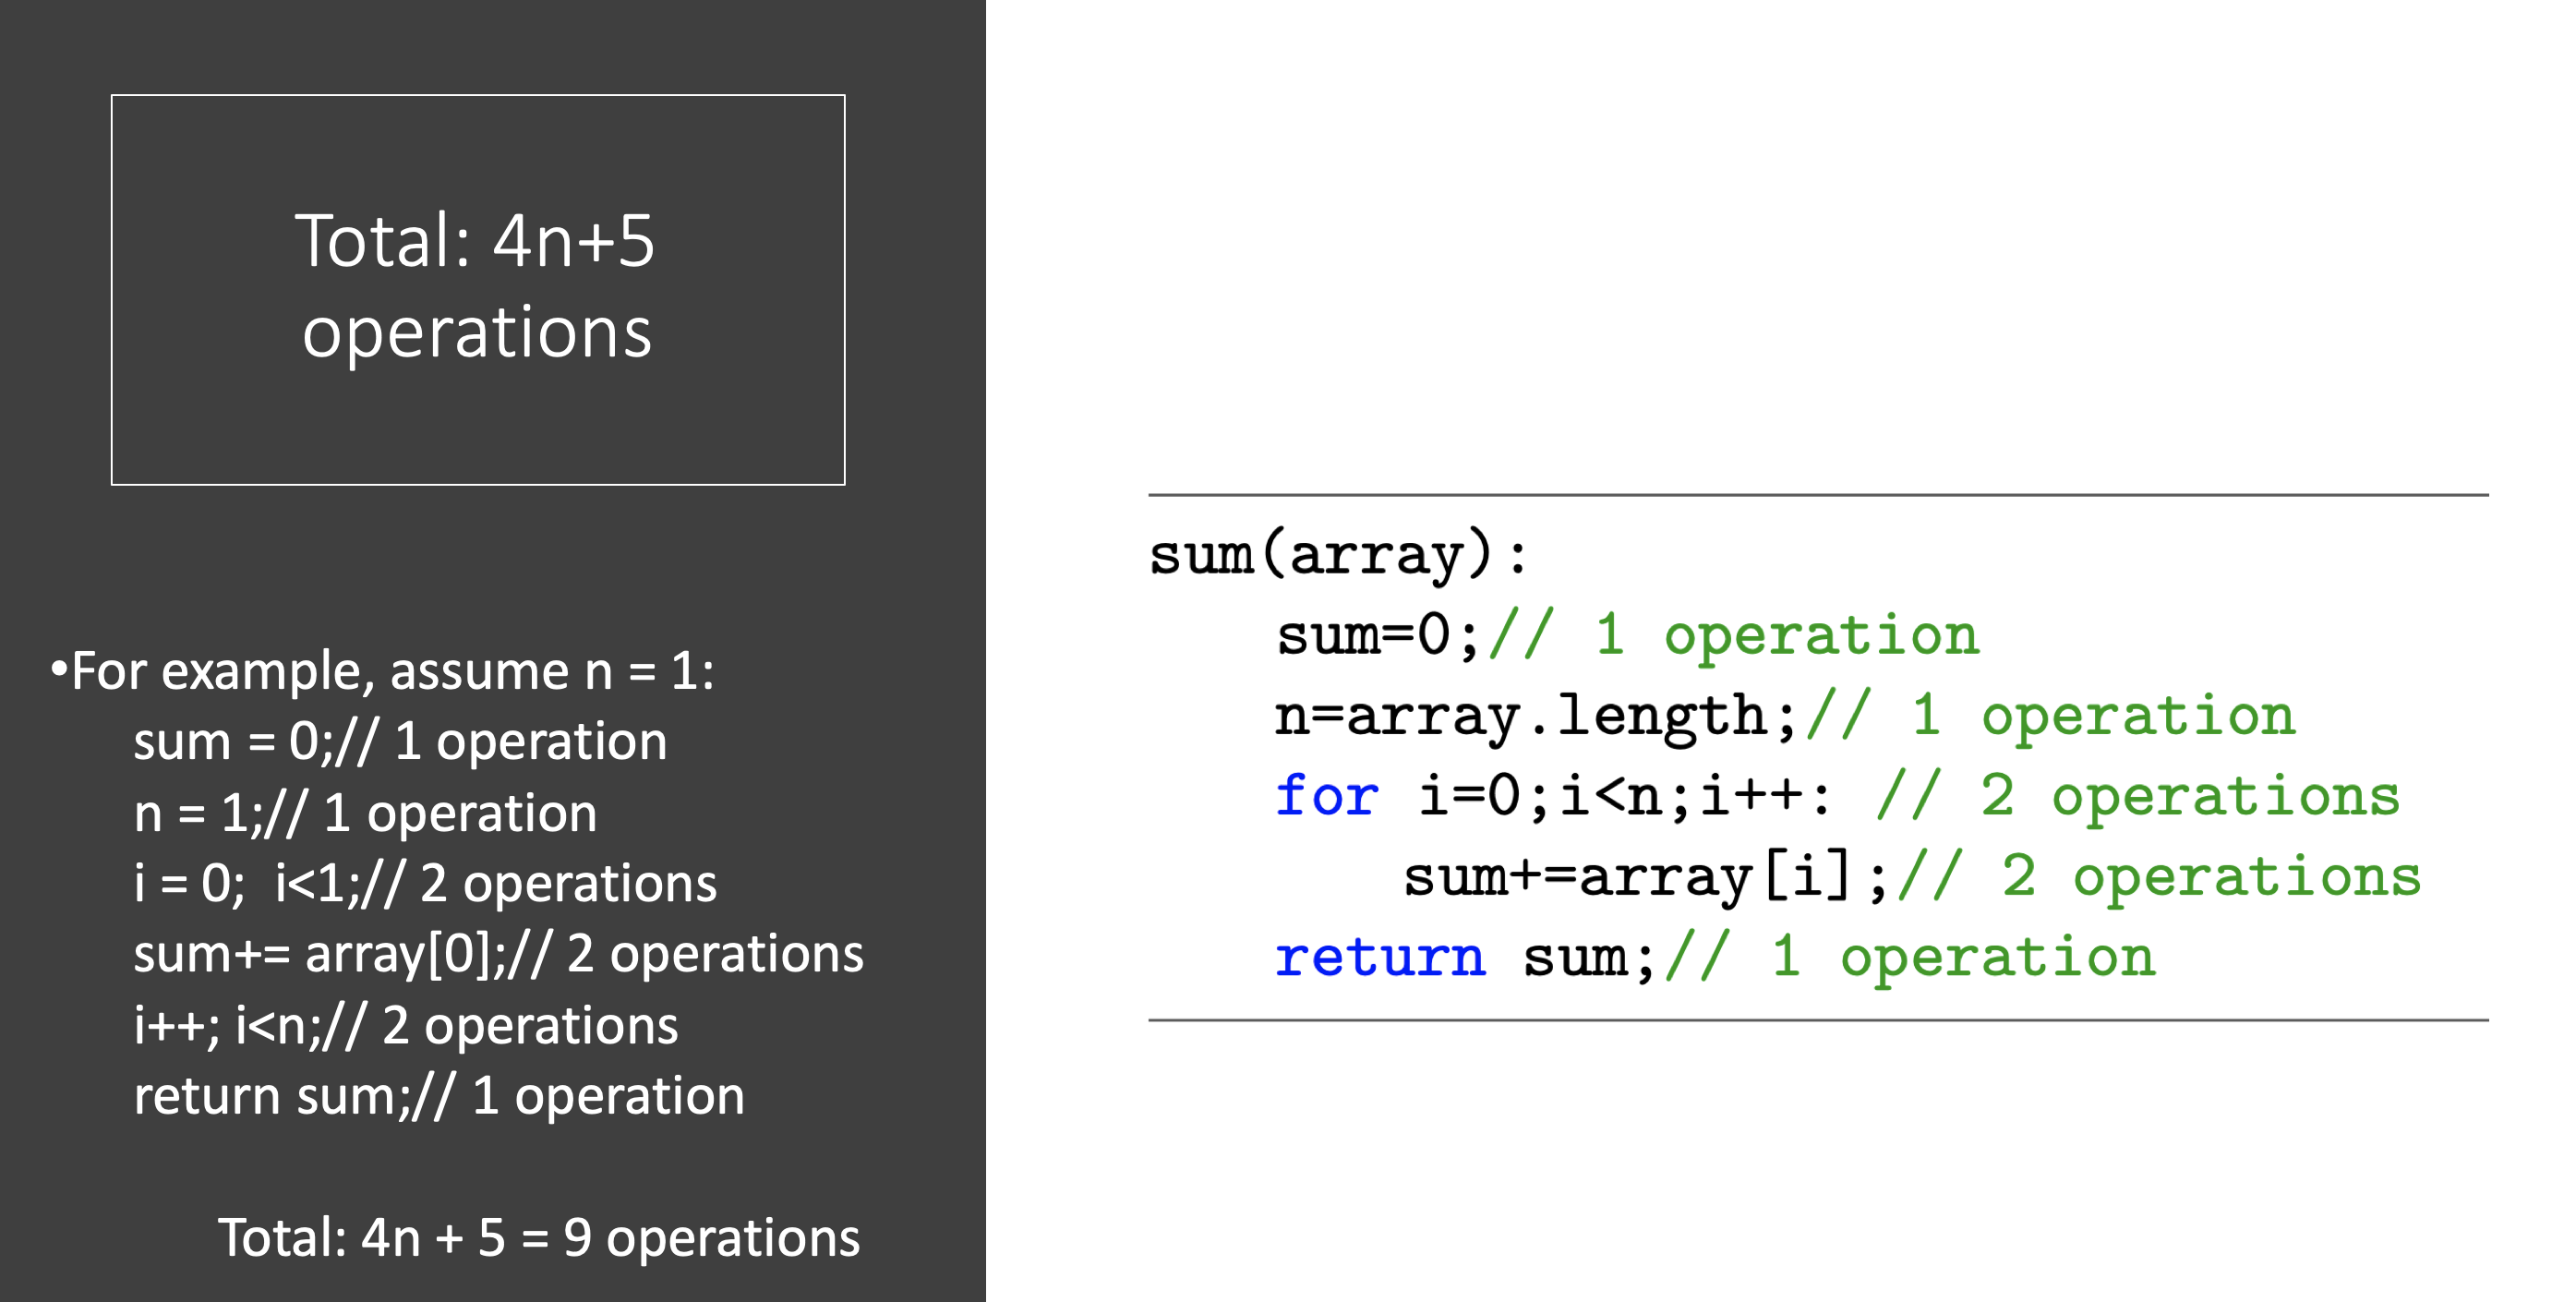 Total: 4n+5
operations
•For example, assume n = 1:
sum = 0;// 1 operation
n = 1;// 1 operation
i = 0;  i<1;// 2 operations
sum+= array[0];// 2 operations
i++; i<n;// 2 operations
return sum;// 1 operation
Total: 4n + 5 = 9 operations
sum(array):
sum=0;// 1 operation
n=array.length;// 1 operation
for i=0;i<n;i++: // 2 operations
sum+=array[i];// 2 operations
return sum;// 1 operation